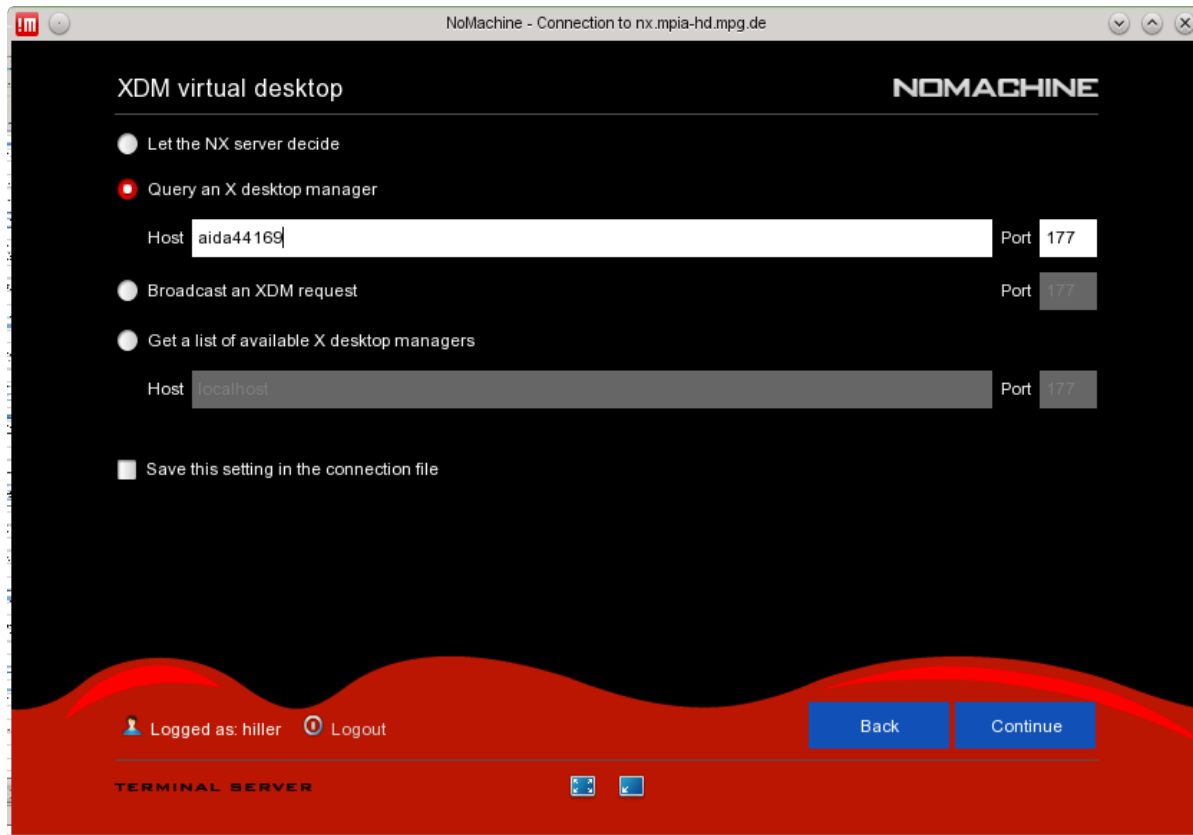 !m NoMachine - Connection to nx.mpia-hd.mpg.de
XDM virtual desktop NOMACHINE
Let the NX server decide
Query an X desktop manager
Host aida44169 Port 177
Broadcast an XDM request Port 177
Get a list of available X desktop managers
Host localhost Port 177
Save this setting in the connection file
Logged as: hiller Logout Back Continue
TERMINAL SERVER